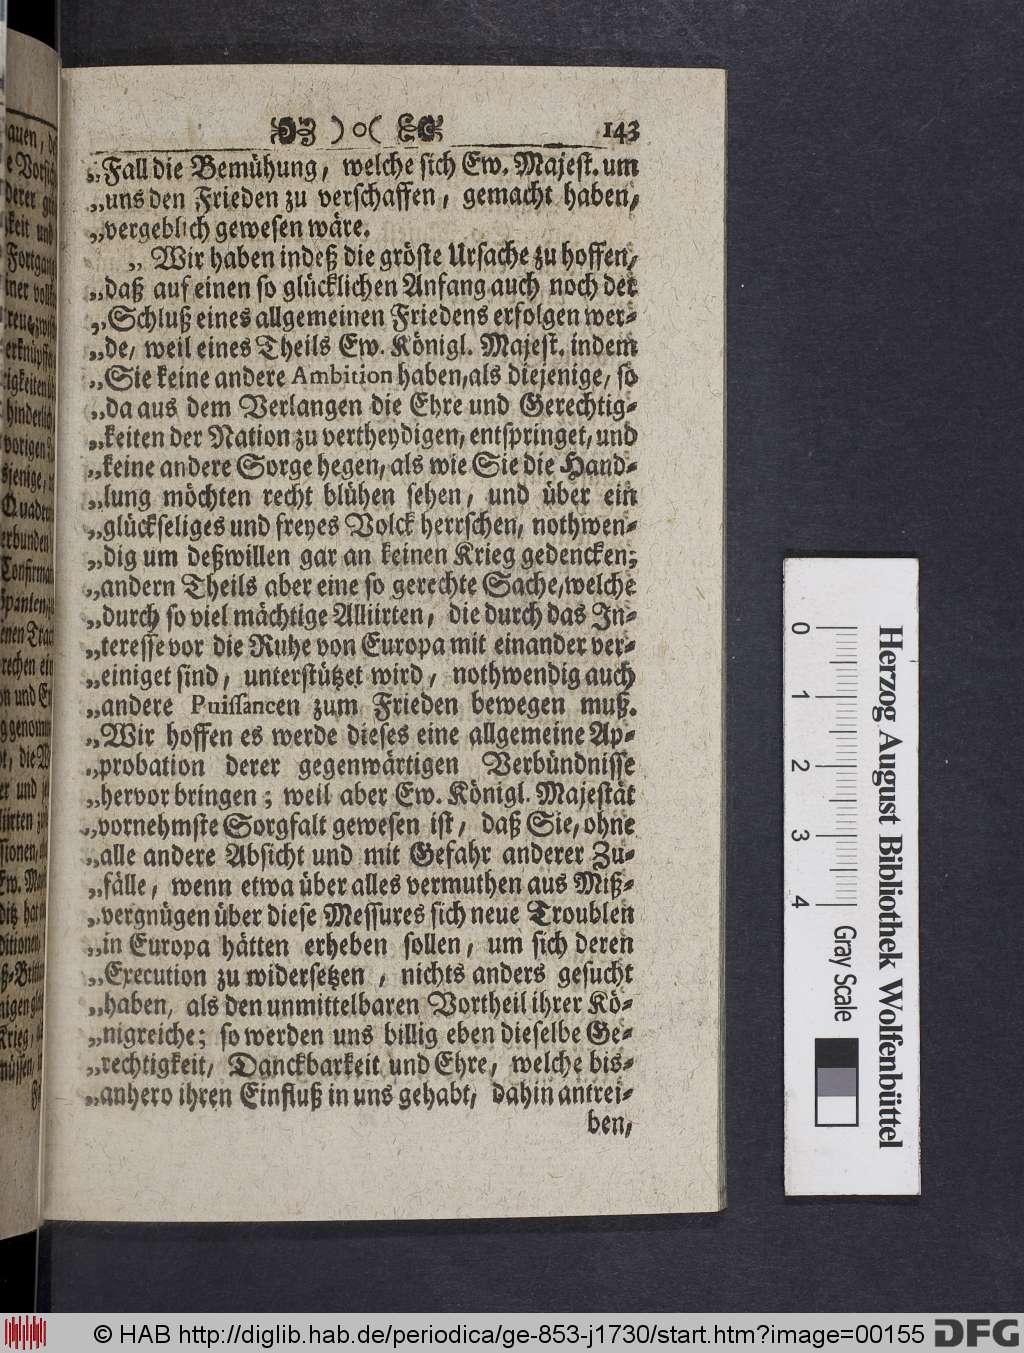 )o( 143
„Fall die Bemühung, welche sich Ew. Majest. um
„uns den Frieden zu verschaffen, gemacht haben,
„vergeblich gewesen wäre.
„ Wir haben indeß die gröste Ursache zu hoffen,
„daß auf einen so glücklichen Anfang auch noch der
„Schluß eines allgemeinen Friedens erfolgen wer-
„de, weil eines Theils Ew. Königl. Majest. indem
„Sie keine andere Ambition haben, als diejenige, so
„da aus dem Verlangen die Ehre und Gerechtig-
„keiten der Nation zu vertheydigen, entspringet, und
„keine andere Sorge hegen, als wie Sie die Hand-
„lung möchten recht blühen sehen, und über ein
„glückseliges und freyes Volck herrschen, nothwen-
„dig um deßwillen gar an keinen Krieg gedencken;
„andern Theils aber eine so gerechte Sache, welche
„durch so viel mächtige Alliirten, die durch das In-
„teresse vor die Ruhe von Europa mit einander ver-
„einiget sind, unterstützet wird, nothwendig auch
„andere Puissancen zum Frieden bewegen muß.
„Wir hoffen es werde dieses eine allgemeine Ap-
„probation derer gegenwärtigen Verbündnisse
„hervor bringen; weil aber Ew. Königl. Majestät
„vornehmste Sorgfalt gewesen ist, daß Sie, ohne
„alle andere Absicht und mit Gefahr anderer Zu-
„fälle, wenn etwa über alles vermuthen aus Miß-
„vergnügen über diese Messures sich neue Troublen
„in Europa hätten erheben sollen, um sich deren
„Execution zu widersetzen, nichts anders gesucht
„haben, als den unmittelbaren Vortheil ihrer Kö-
„nigreiche; so werden uns billig eben dieselbe Ge-
„rechtigkeit, Danckbarkeit und Ehre, welche bis-
„anhero ihren Einfluß in uns gehabt, dahin antrei-
ben,
0 1 2 3 4 Gray Scale
Herzog August Bibliothek Wolfenbüttel
© HAB http://diglib.hab.de/periodica/ge-853-j1730/start.htm?image=00155 DFG